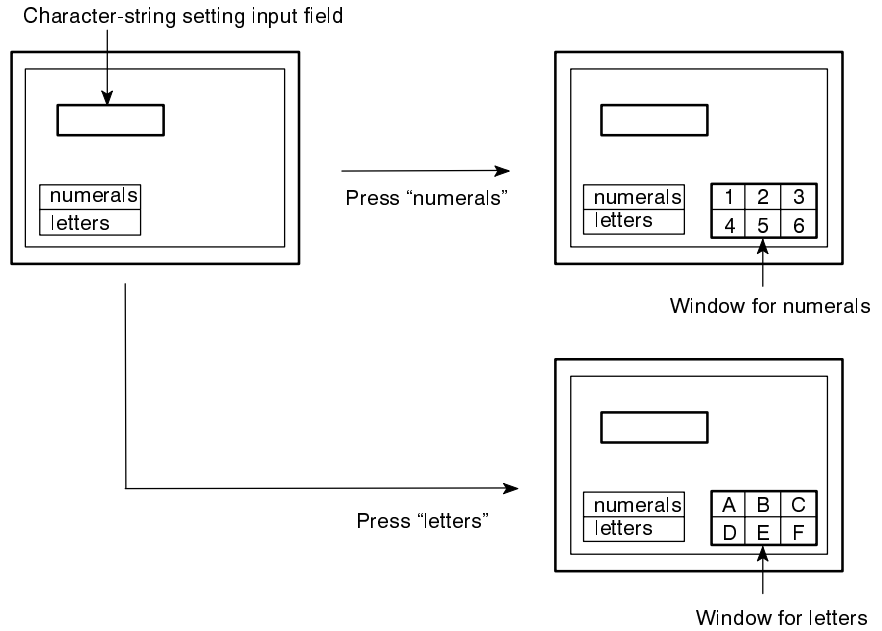 Character-string setting input field
numerals
letters
Press “numerals”
numerals
letters
1 2 3
4 5 6
Window for numerals
Press “letters”
numerals
letters
A B C
D E F
Window for letters